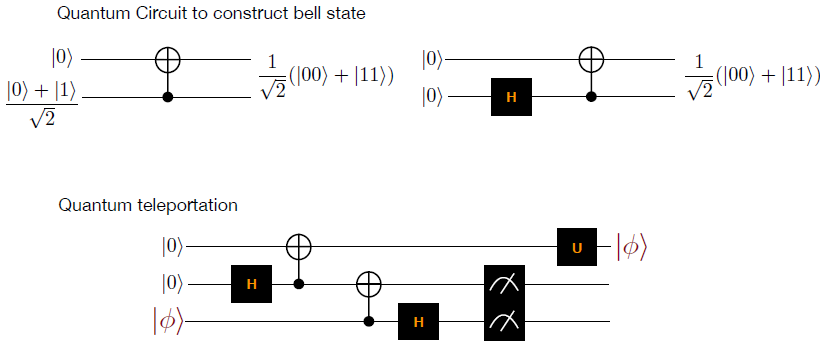 Quantum Circuit to construct bell state
|0⟩
|0⟩ + |1⟩
√2
1
√2
(|00⟩ + |11⟩)
|0⟩
|0⟩
H
1
√2
(|00⟩ + |11⟩)
Quantum teleportation
|0⟩
U
|ϕ⟩
|0⟩
H
|ϕ⟩
H